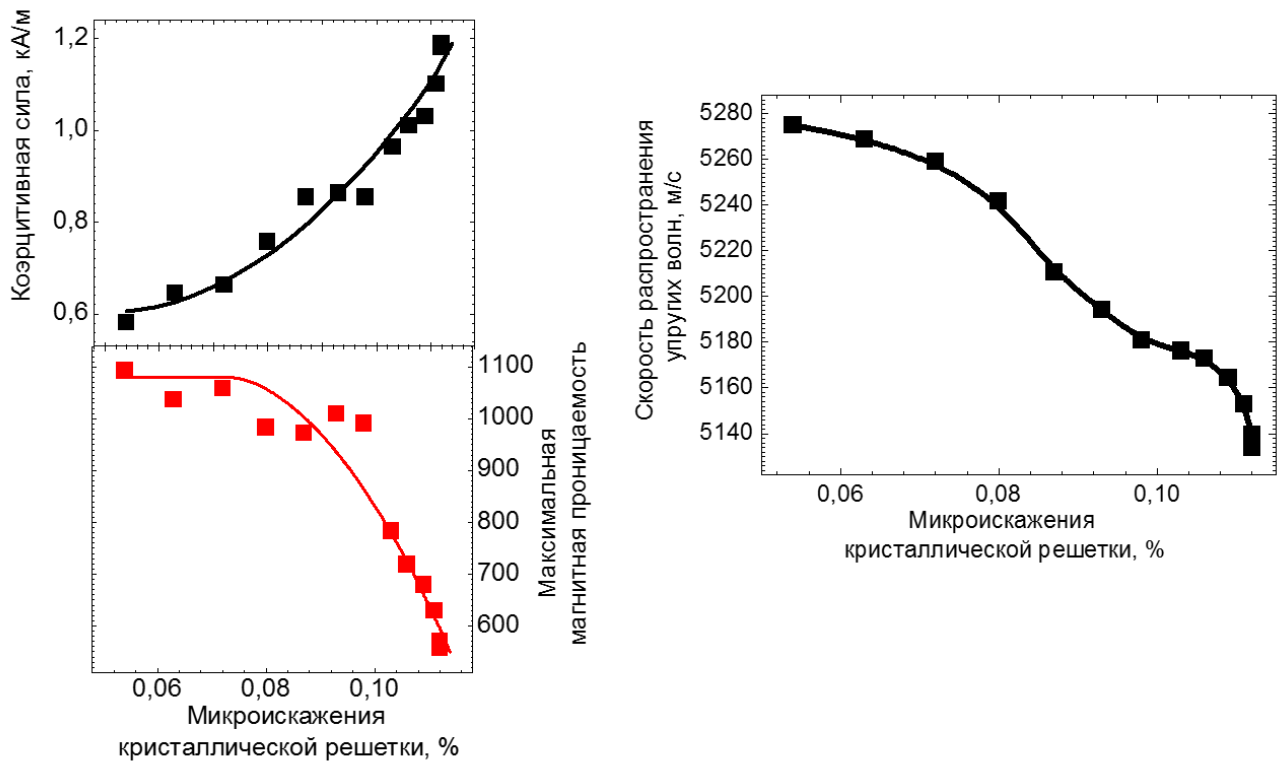 Коэрцитивная сила, кА/м
1,2
1,0
0,8
0,6
1100
1000
900
800
700
600
Максимальная
магнитная проницаемость
0,06 0,08 0,10
Микроискажения
кристаллической решетки, %
Скорость распространения
упругих волн, м/с
5280
5260
5240
5220
5200
5180
5160
5140
0,06 0,08 0,10
Микроискажения
кристаллической решетки, %